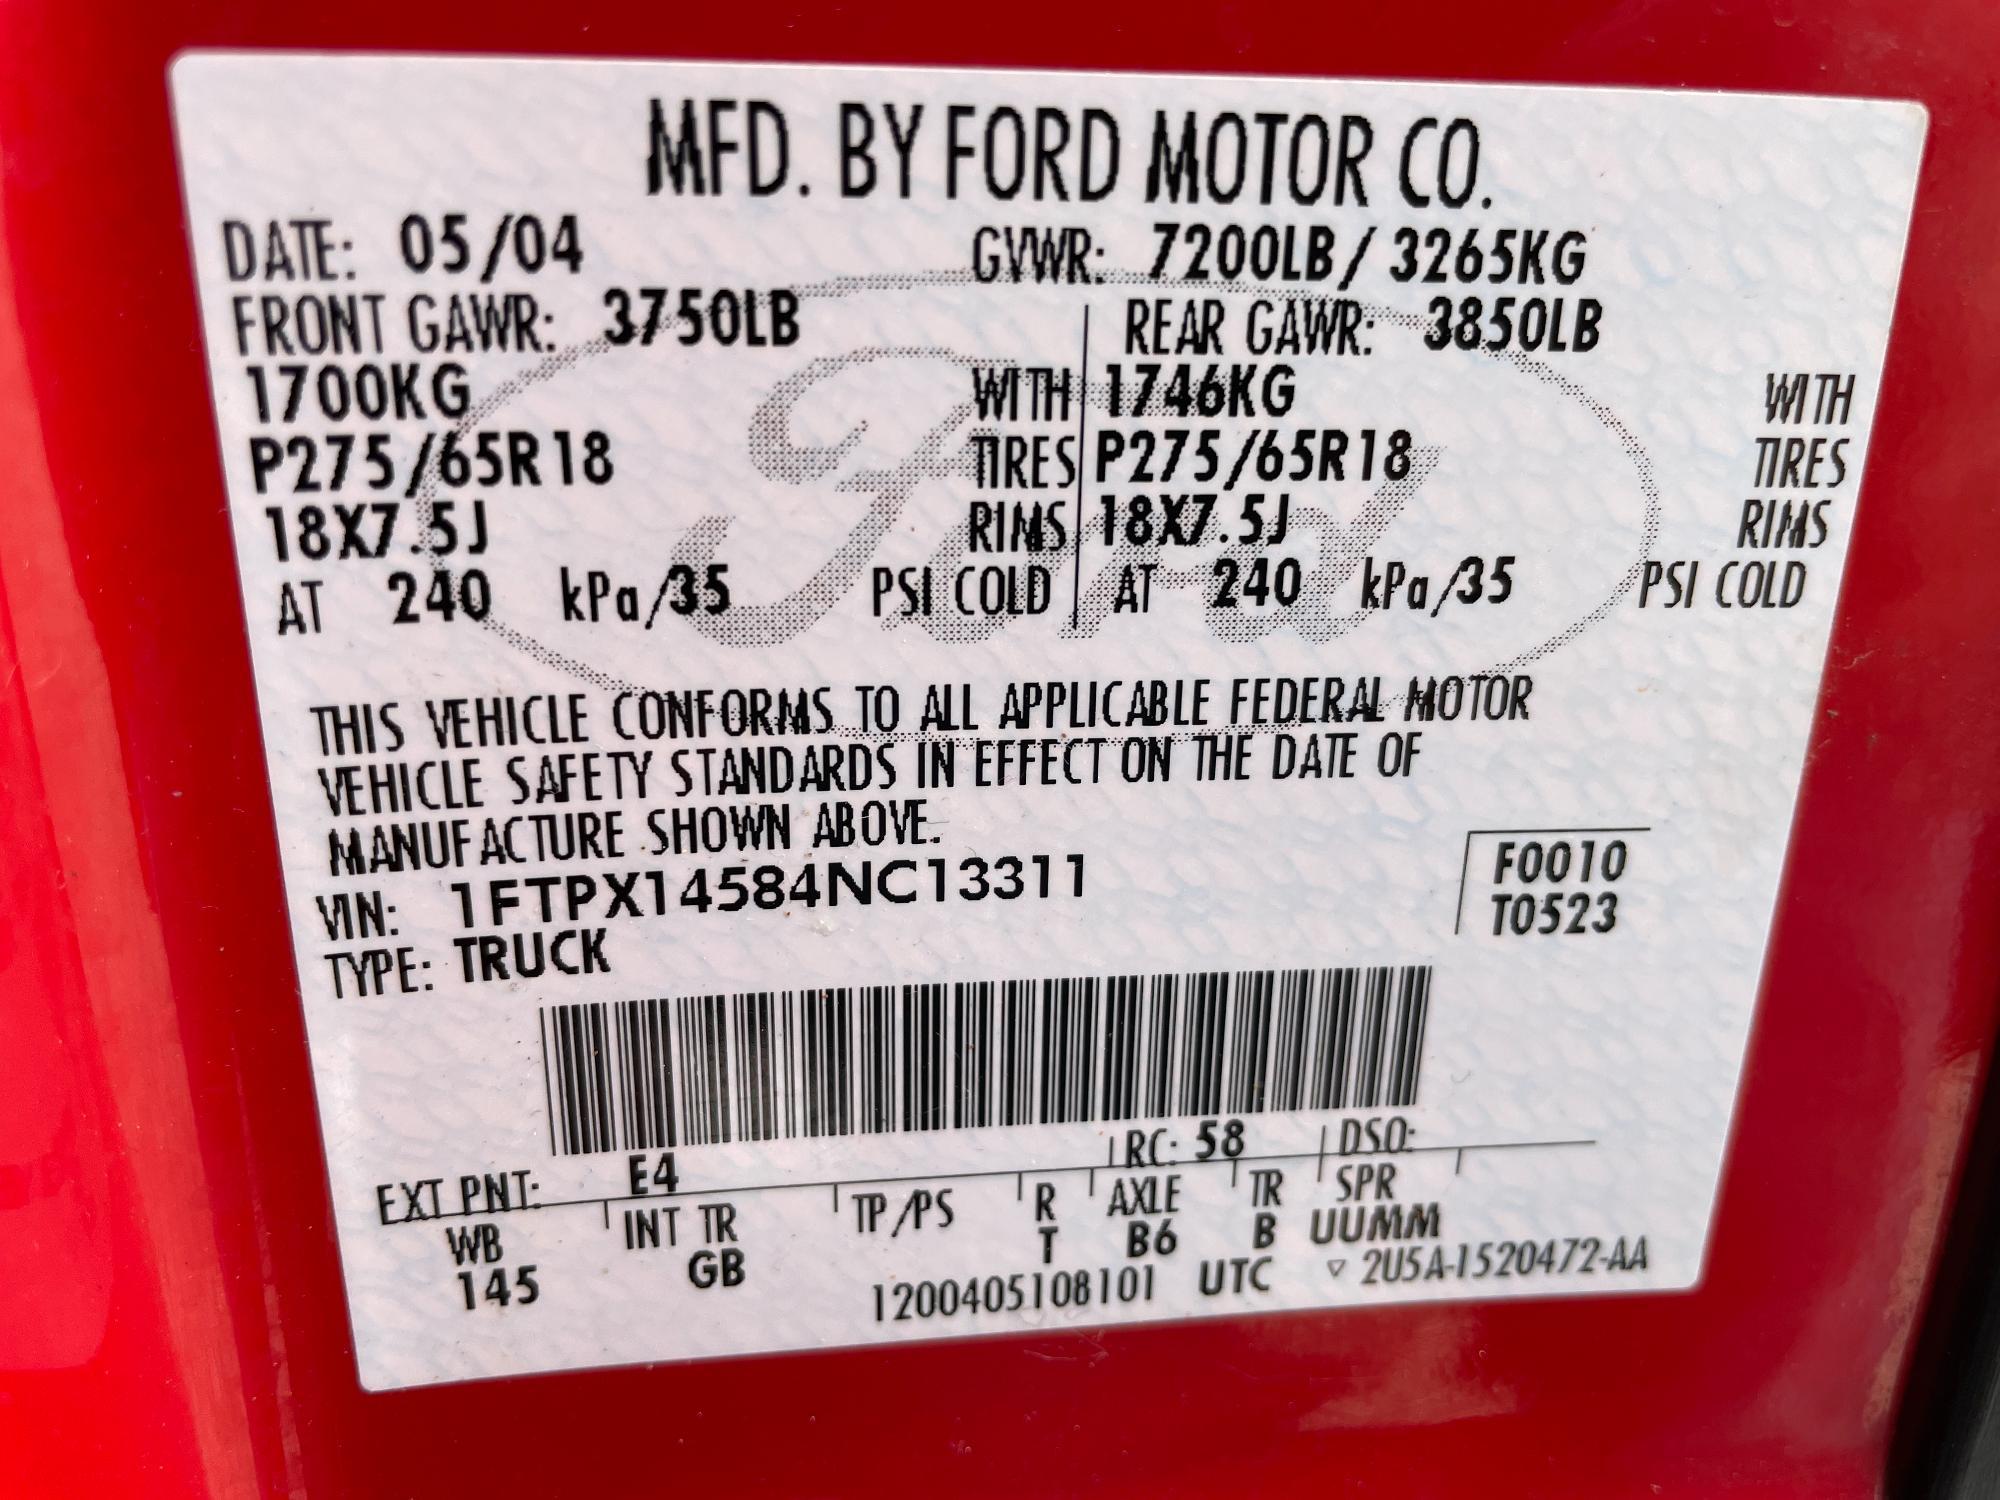 MFD. BY FORD MOTOR CO.
DATE: 05/04 GVWR: 7200LB/ 3265KG
FRONT GAWR: 3750LB REAR GAWR: 3850LB
1700KG WITH 1746KG WITH
P275/65R18 TIRES P275/65R18 TIRES
18X7.5J RIMS 18X7.5J RIMS
AT 240 kPa/35 PSI COLD AT 240 kPa/35 PSI COLD
Ford
THIS VEHICLE CONFORMS TO ALL APPLICABLE FEDERAL MOTOR
VEHICLE SAFETY STANDARDS IN EFFECT ON THE DATE OF
MANUFACTURE SHOWN ABOVE.
VIN: 1FTPX14584NC13311
TYPE: TRUCK
F0010
T0523
EXT PNT: E4 RC: 58 DSO:
WB INT TR TP/PS R AXLE TR SPR
145 GB T B6 B UUMM
1200405108101 UTC ▽ 2U5A-1520472-AA